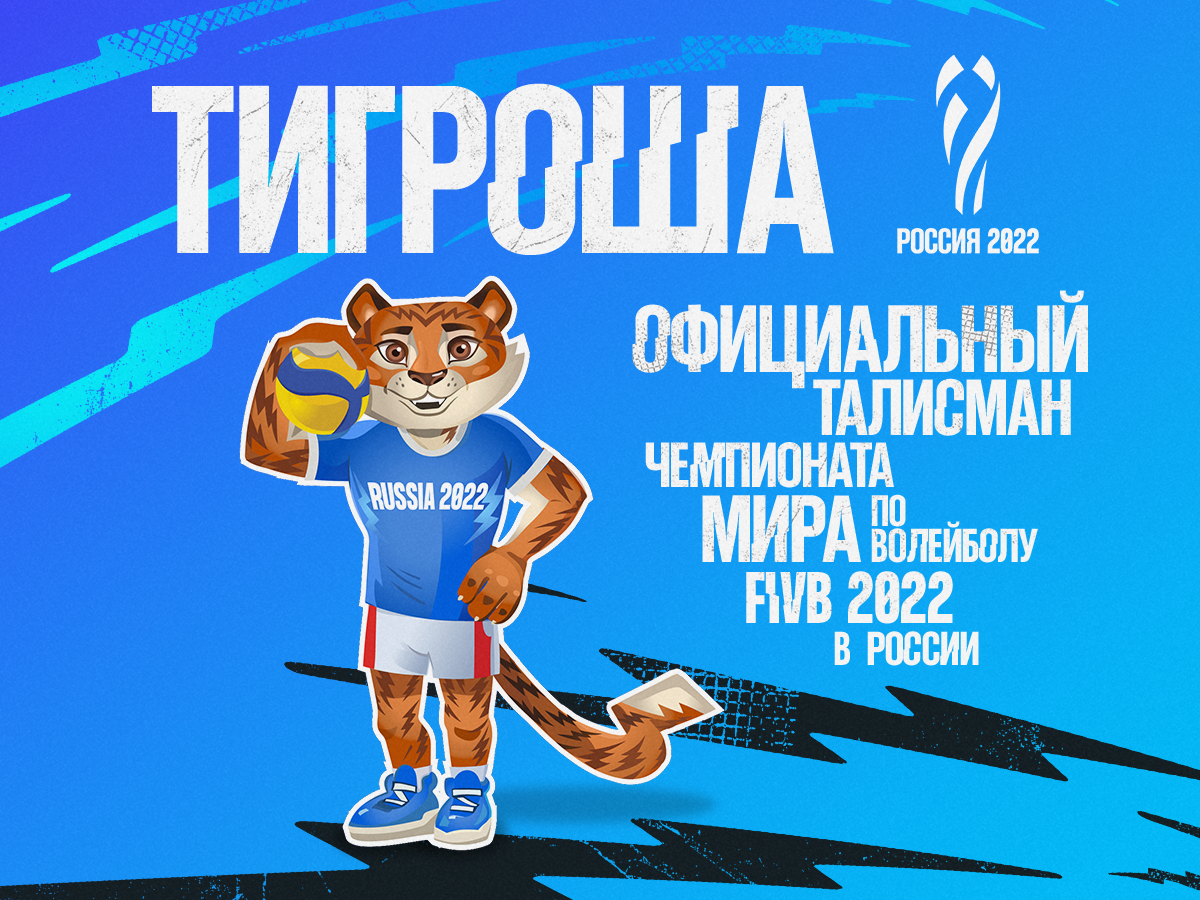 ТИГРОША
РОССИЯ 2022
ОФИЦИАЛЬНЫЙ
ТАЛИСМАН
ЧЕМПИОНАТА
МИРА ПО
ВОЛЕЙБОЛУ
FIVB 2022
В РОССИИ
RUSSIA 2022